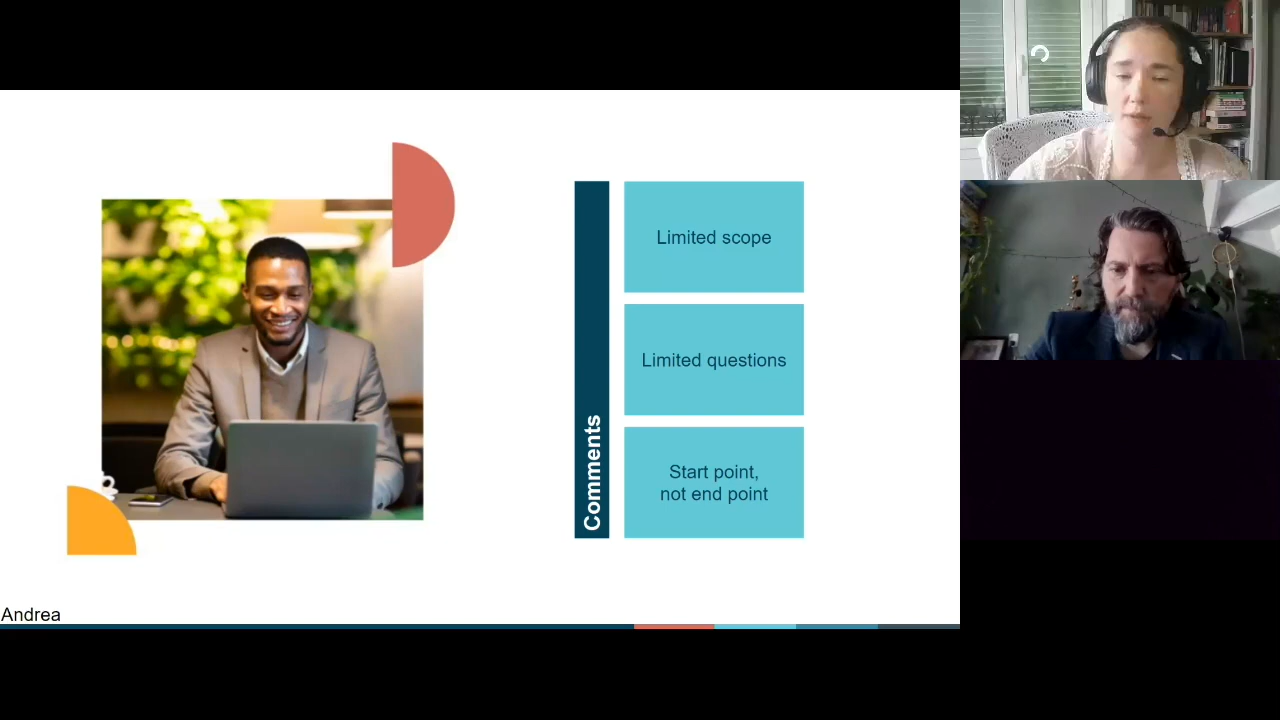 Comments
Limited scope
Limited questions
Start point,
not end point
Andrea